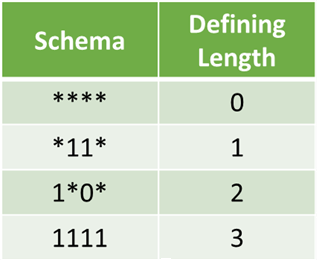 Schema Defining Length
**** 0
*11* 1
1*0* 2
1111 3